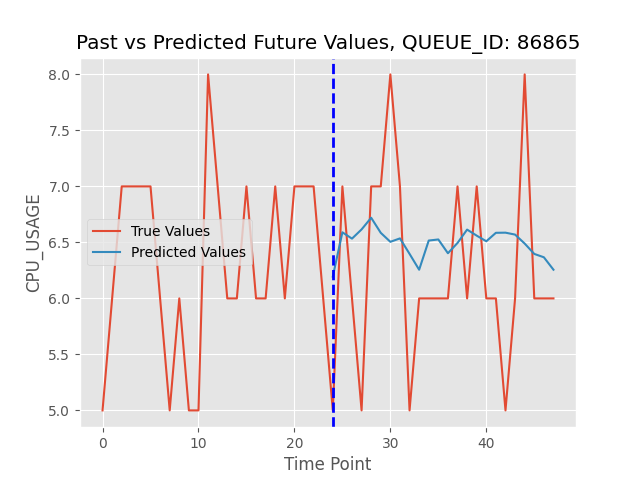 Past vs Predicted Future Values, QUEUE_ID: 86865
8.0
7.5
7.0
6.5
6.0
5.5
5.0
CPU_USAGE
True Values
Predicted Values
0 10 20 30 40
Time Point